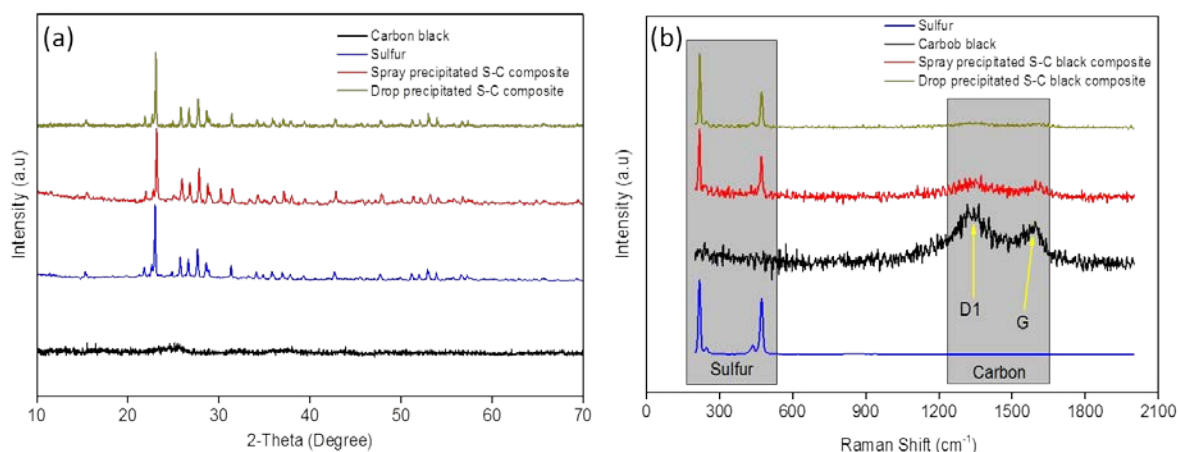 (a)
Carbon black
Sulfur
Spray precipitated S-C composite
Drop precipitated S-C composite
Intensity (a.u)
10 20 30 40 50 60 70
2-Theta (Degree)
(b)
Sulfur
Carbob black
Spray precipitated S-C black composite
Drop precipitated S-C black composite
Intensity (a.u)
D1
G
Sulfur
Carbon
0 300 600 900 1200 1500 1800 2100
Raman Shift (cm-1)